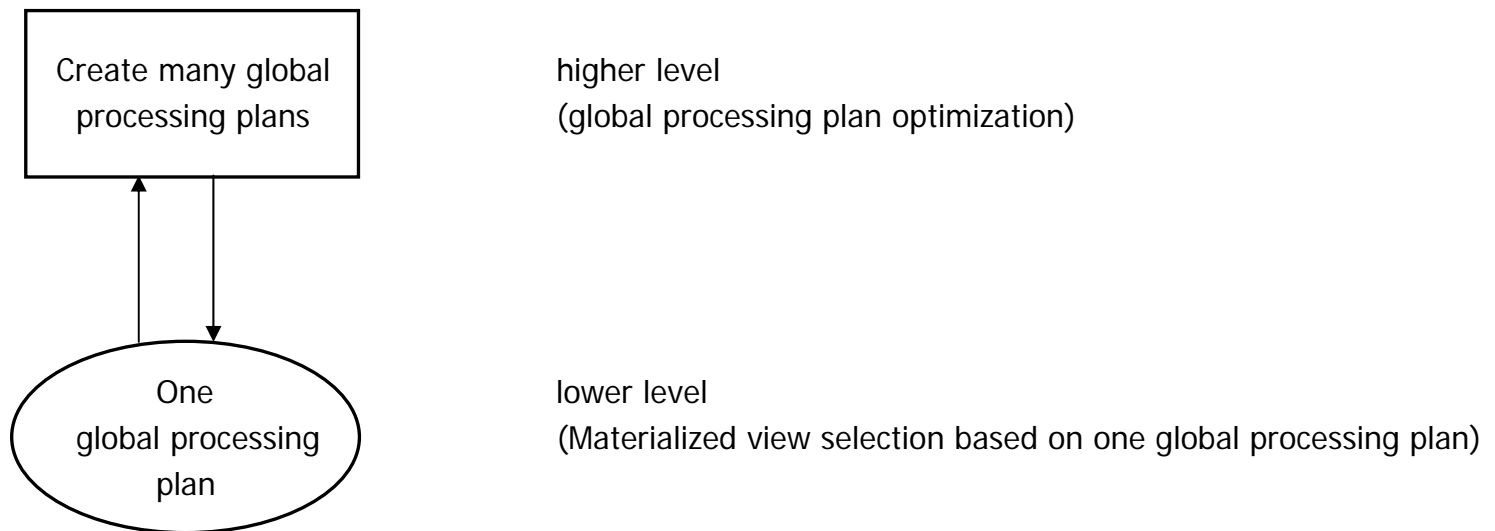 Create many global
processing plans
higher level
(global processing plan optimization)
One
global processing
plan
lower level
(Materialized view selection based on one global processing plan)